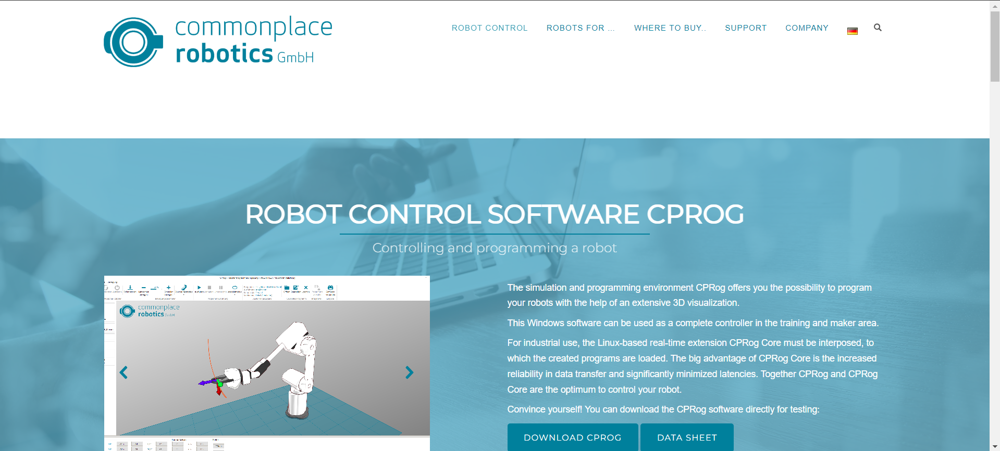 commonplace
robotics GmbH
ROBOT CONTROL
ROBOTS FOR ...
WHERE TO BUY..
SUPPORT
COMPANY
ROBOT CONTROL SOFTWARE CPROG
Controlling and programming a robot
commonplace
robotics GmbH
The simulation and programming environment CPRog offers you the possibility to program
your robots with the help of an extensive 3D visualization.
This Windows software can be used as a complete controller in the training and maker area.
For industrial use, the Linux-based real-time extension CPRog Core must be interposed, to
which the created programs are loaded. The big advantage of CPRog Core is the increased
reliability in data transfer and significantly minimized latencies. Together CPRog and CPRog
Core are the optimum to control your robot.
Convince yourself! You can download the CPRog software directly for testing:
DOWNLOAD CPROG
DATA SHEET